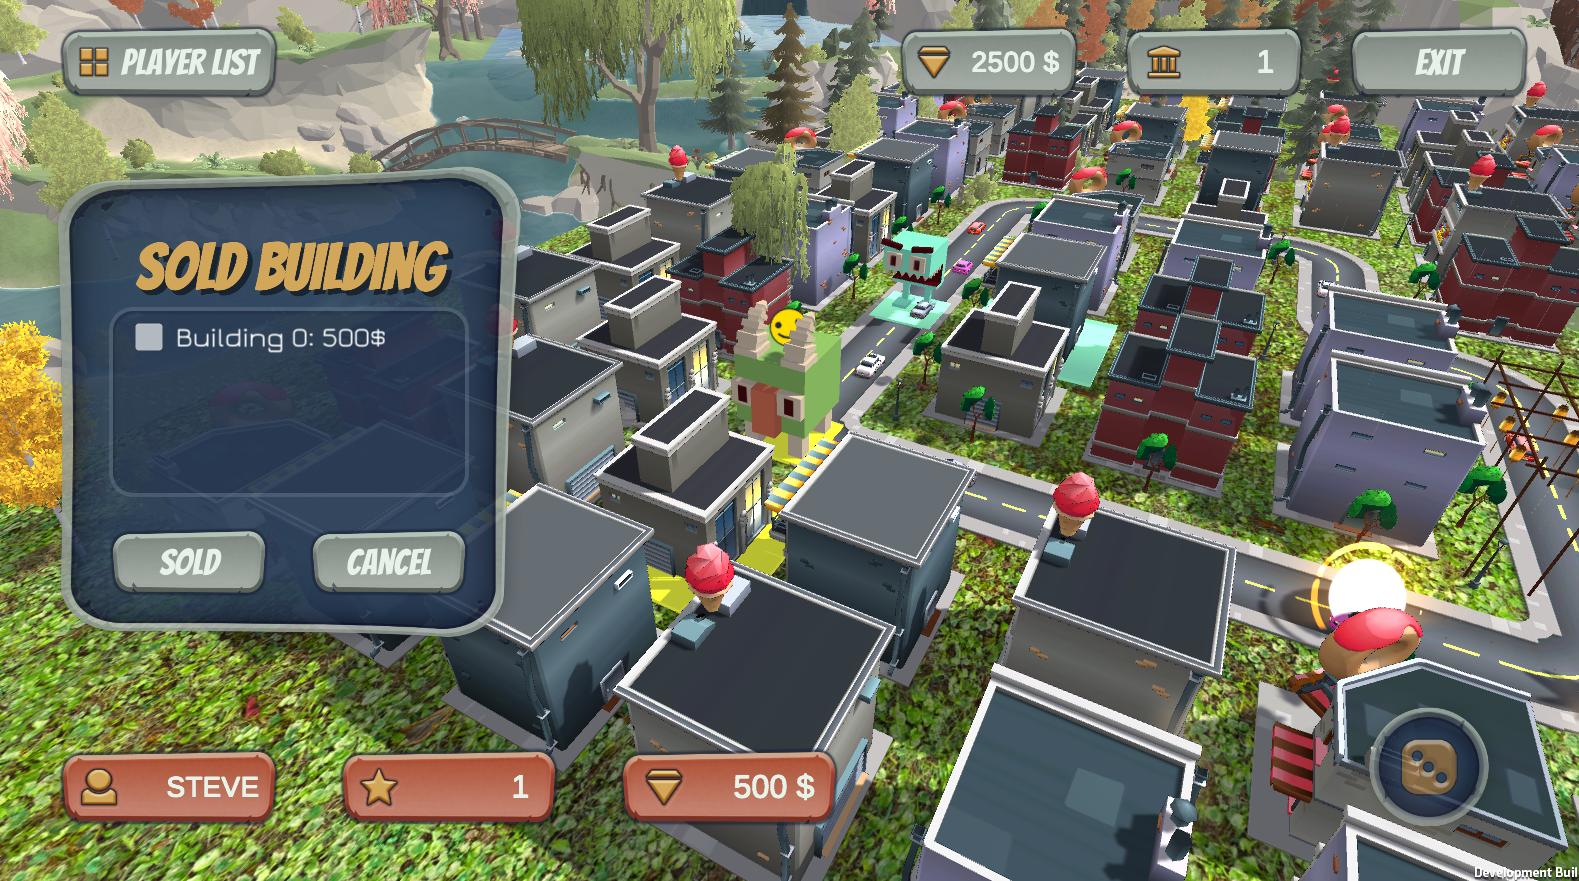 PLAYER LIST
2500 $
1
EXIT
SOLD BUILDING
Building 0: 500$
SOLD
CANCEL
STEVE
1
500 $
Development Buil